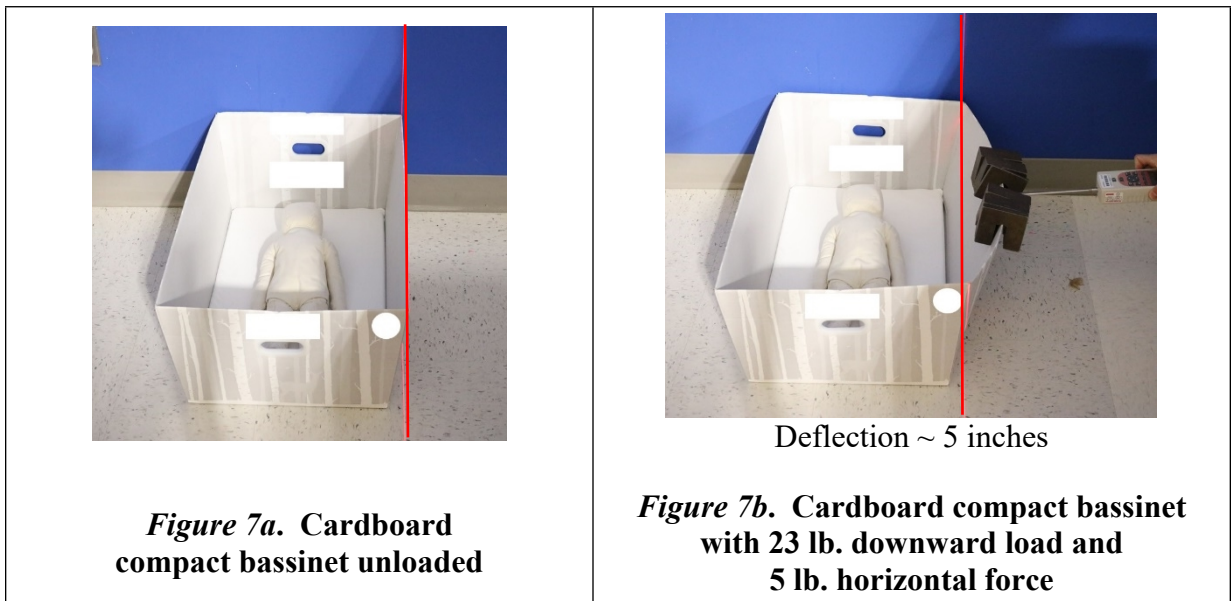 Figure 7a. Cardboard
compact bassinet unloaded
Deflection ~ 5 inches
Figure 7b. Cardboard compact bassinet
with 23 lb. downward load and
5 lb. horizontal force